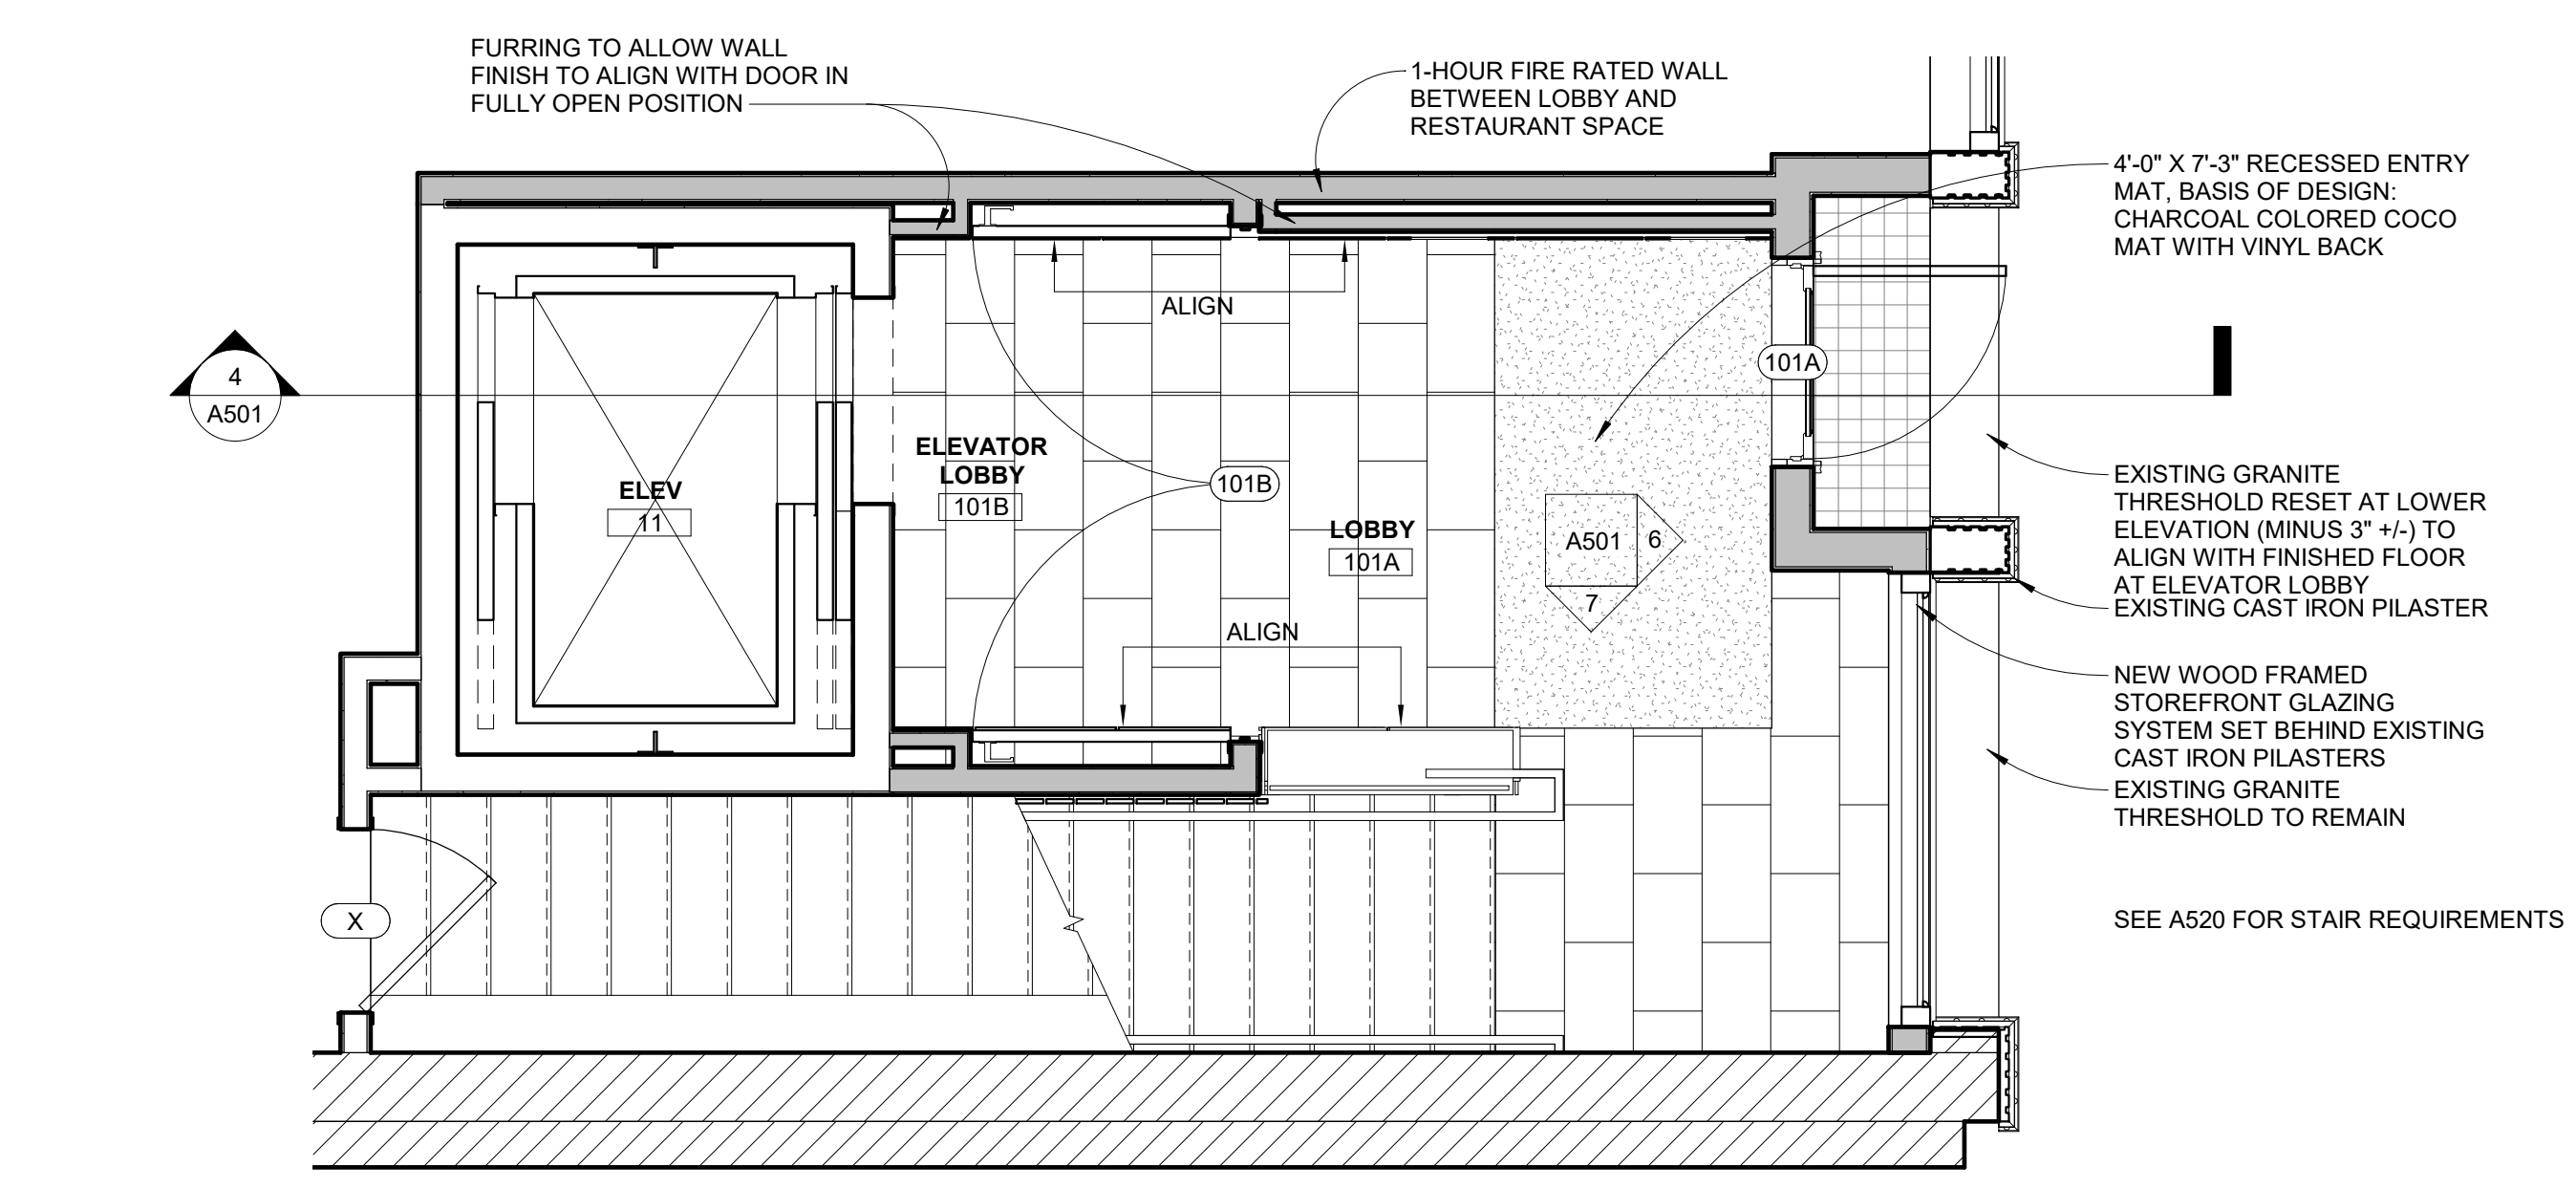 FURRING TO ALLOW WALL
FINISH TO ALIGN WITH DOOR IN
FULLY OPEN POSITION
1-HOUR FIRE RATED WALL
BETWEEN LOBBY AND
RESTAURANT SPACE
4'-0" X 7'-3" RECESSED ENTRY
MAT, BASIS OF DESIGN:
CHARCOAL COLORED COCO
MAT WITH VINYL BACK
ALIGN
4
A501
101A
ELEVATOR
LOBBY
101B
ELEV
11
101B
LOBBY
101A
A501
6
7
ALIGN
EXISTING GRANITE
THRESHOLD RESET AT LOWER
ELEVATION (MINUS 3" +/-) TO
ALIGN WITH FINISHED FLOOR
AT ELEVATOR LOBBY
EXISTING CAST IRON PILASTER
NEW WOOD FRAMED
STOREFRONT GLAZING
SYSTEM SET BEHIND EXISTING
CAST IRON PILASTERS
EXISTING GRANITE
THRESHOLD TO REMAIN
X
SEE A520 FOR STAIR REQUIREMENTS